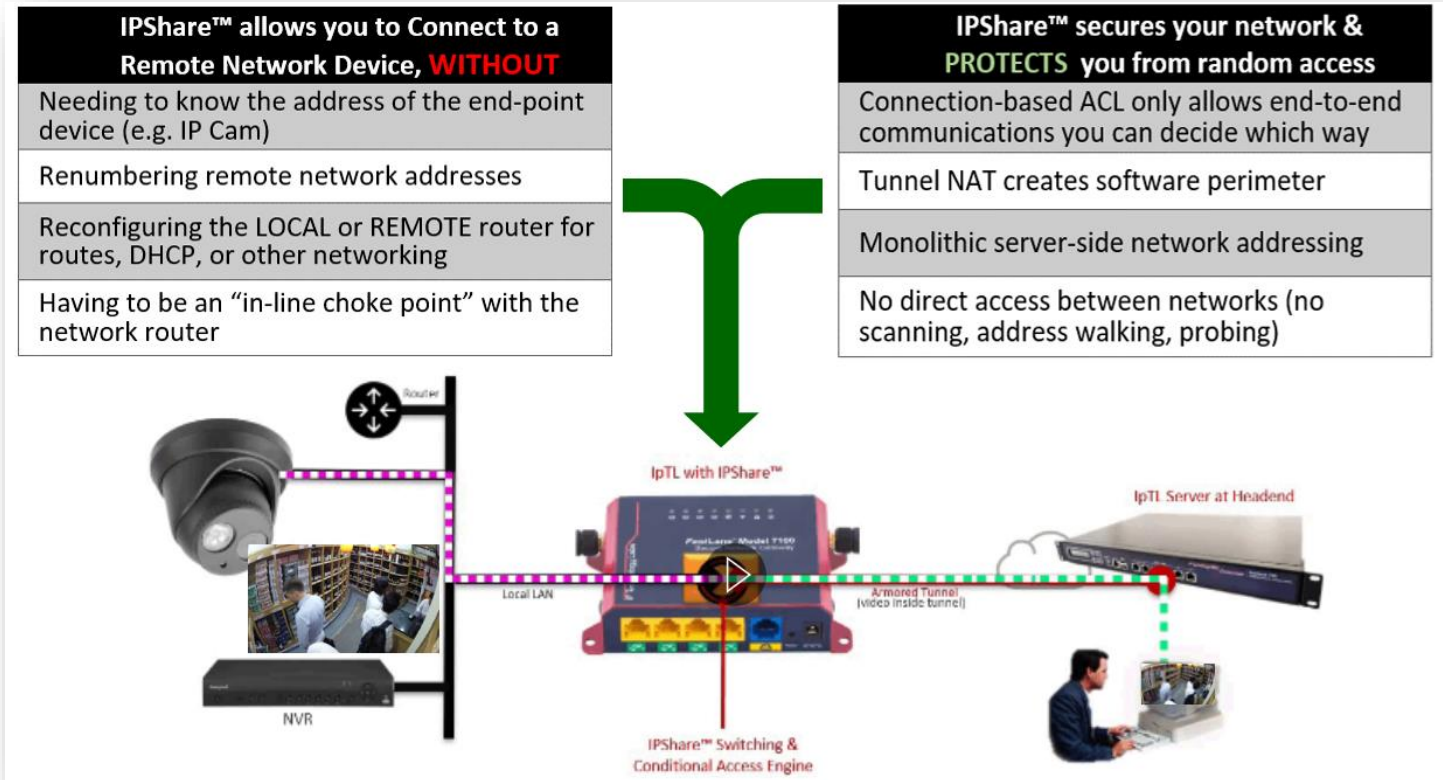 IPShare™ allows you to Connect to a
Remote Network Device, WITHOUT
Needing to know the address of the end-point
device (e.g. IP Cam)
Renumbering remote network addresses
Reconfiguring the LOCAL or REMOTE router for
routes, DHCP, or other networking
Having to be an “in-line choke point” with the
network router
IPShare™ secures your network &
PROTECTS you from random access
Connection-based ACL only allows end-to-end
communications you can decide which way
Tunnel NAT creates software perimeter
Monolithic server-side network addressing
No direct access between networks (no
scanning, address walking, probing)
Router
IpTL with IPShare™
IpTL Server at Headend
Model T100
Local LAN
Armored Tunnel
(video inside tunnel)
NVR
IPShare™ Switching &
Conditional Access Engine